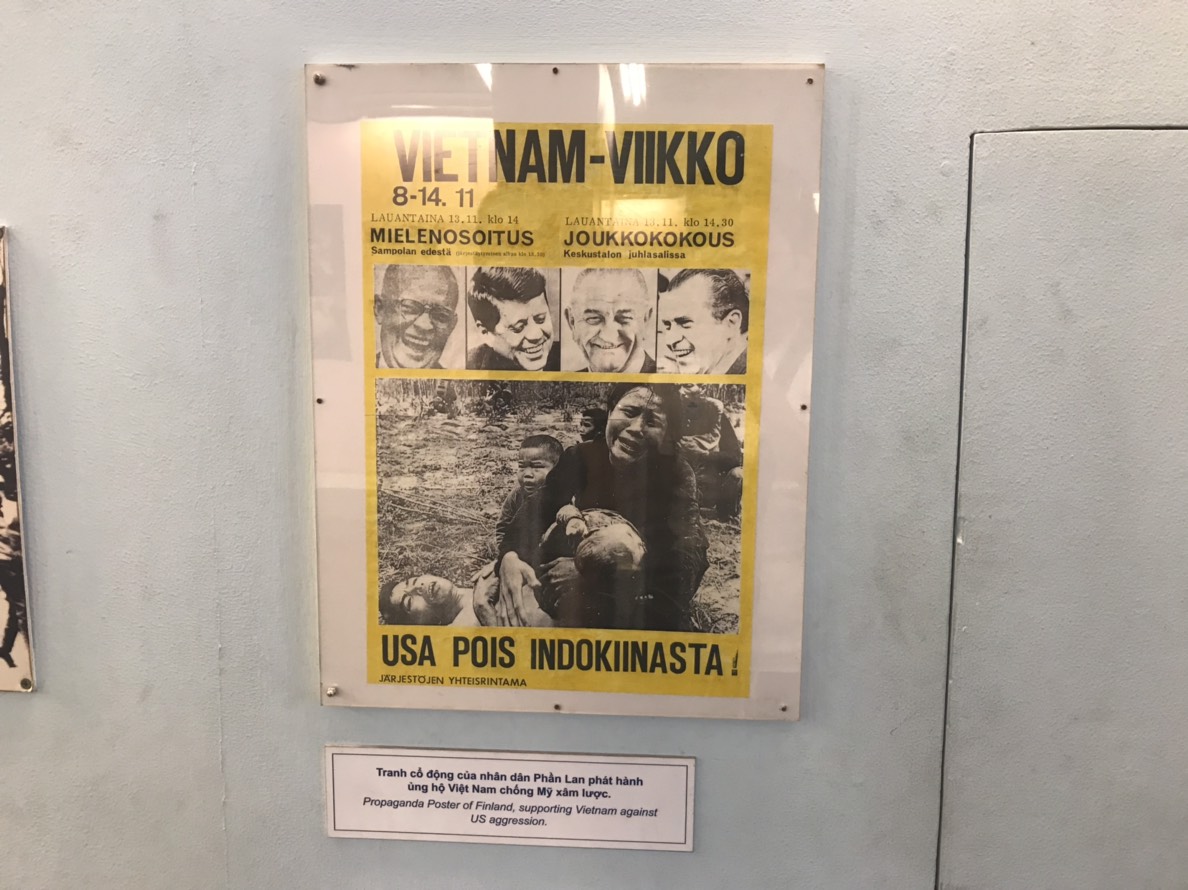 VIETNAM-VIIKKO
8-14. 11
LAUANTAINA 13.11. klo 14
MIELENOSOITUS
Sampolan edestä
LAUANTAINA 13.11. klo 14.30
JOUKKOKOKOUS
Keskustalon juhlasalissa
USA POIS INDOKIINASTA!
JÄRJESTÖJEN YHTEISRINTAMA
Tranh cổ động của nhân dân Phần Lan phát hành
ủng hộ Việt Nam chống Mỹ xâm lược.
Propaganda Poster of Finland, supporting Vietnam against
US aggression.